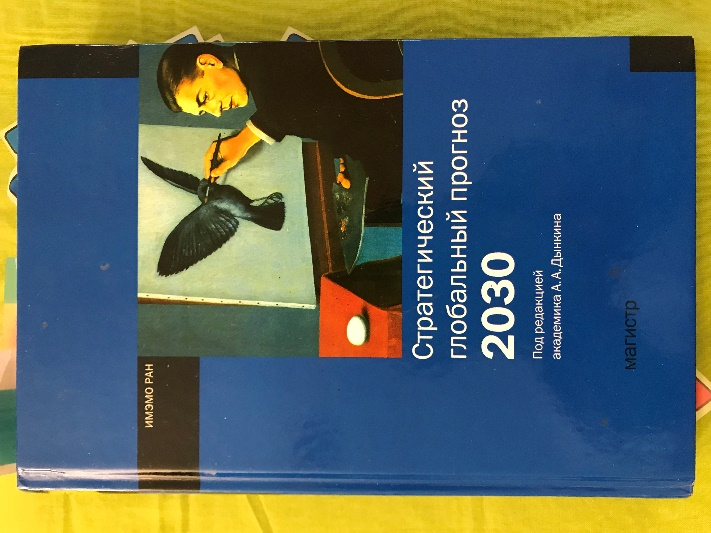 ИМЭМО РАН
Стратегический
глобальный прогноз
2030
Под редакцией
академика А. А. Дынкина
магистр